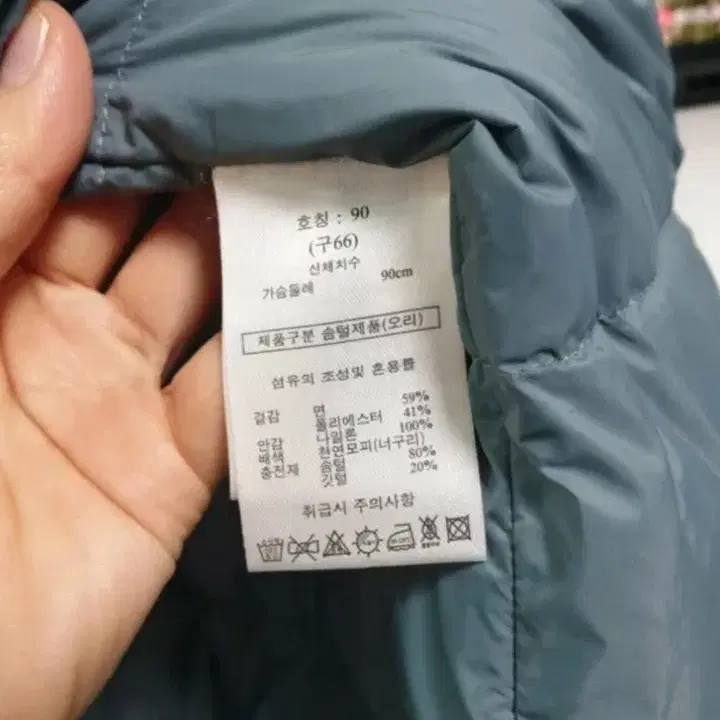 호칭 : 90
(구66)
신체치수
가슴둘레 90cm
제품구분 솜털제품(오리)
섬유의 조성및 혼용률
겉감 면 59%
폴리에스터 41%
안감 나일론 100%
배색 천연모피(너구리)
충전재 솜털 80%
깃털 20%
취급시 주의사항